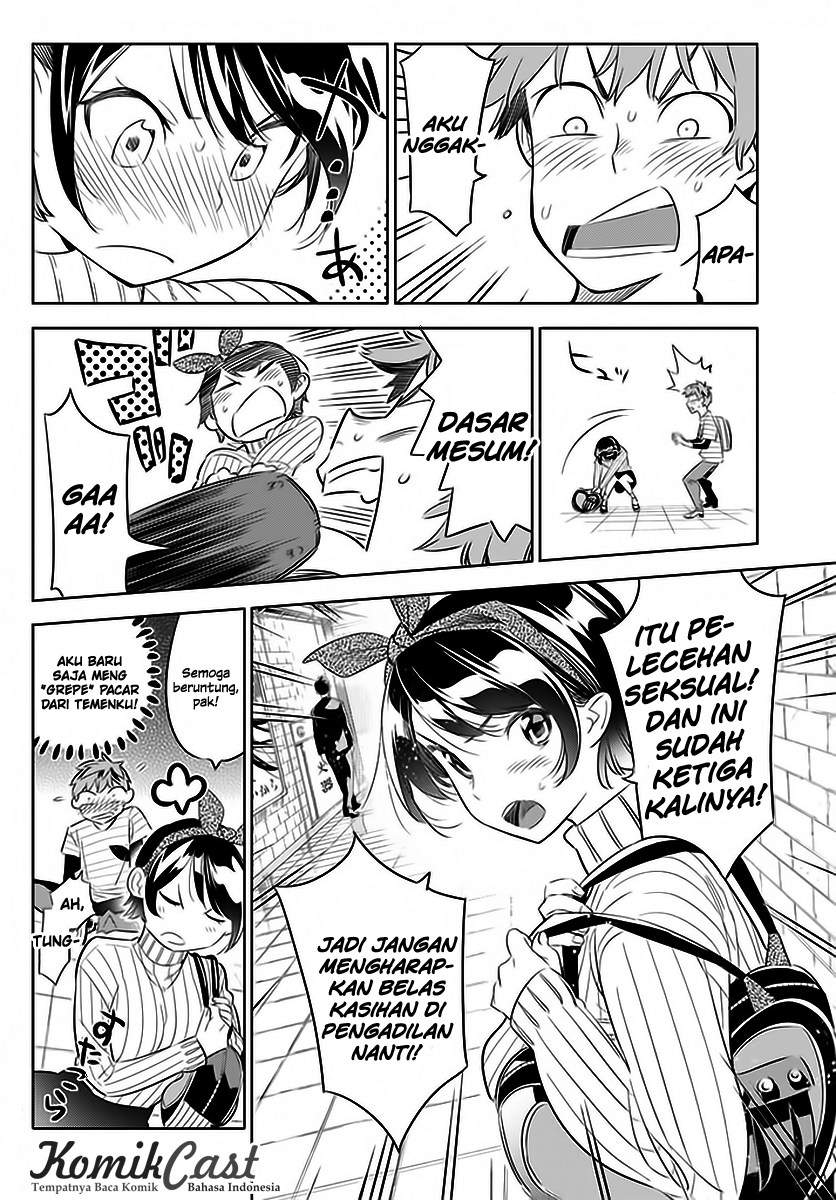 APA-
AKU
NGGAK-
あ
DASAR
MESUM!
GAA
AA!
ITU PE-
LECEHAN
SEKSUAL!
DAN INI
SUDAH
KETIGA
KALINYA!
JADI JANGAN
MENGHARAP-
KAN BELAS
KASIHAN DI
PENGADILAN
NANTI!
Semoga
beruntung,
pak!
AKU BARU
SAJA MENG
"GREPE" PACAR
DARI TEMENKU!
AH,
TUNG-
KomikCast
Tempatnya Baca Komik Bahasa Indonesia